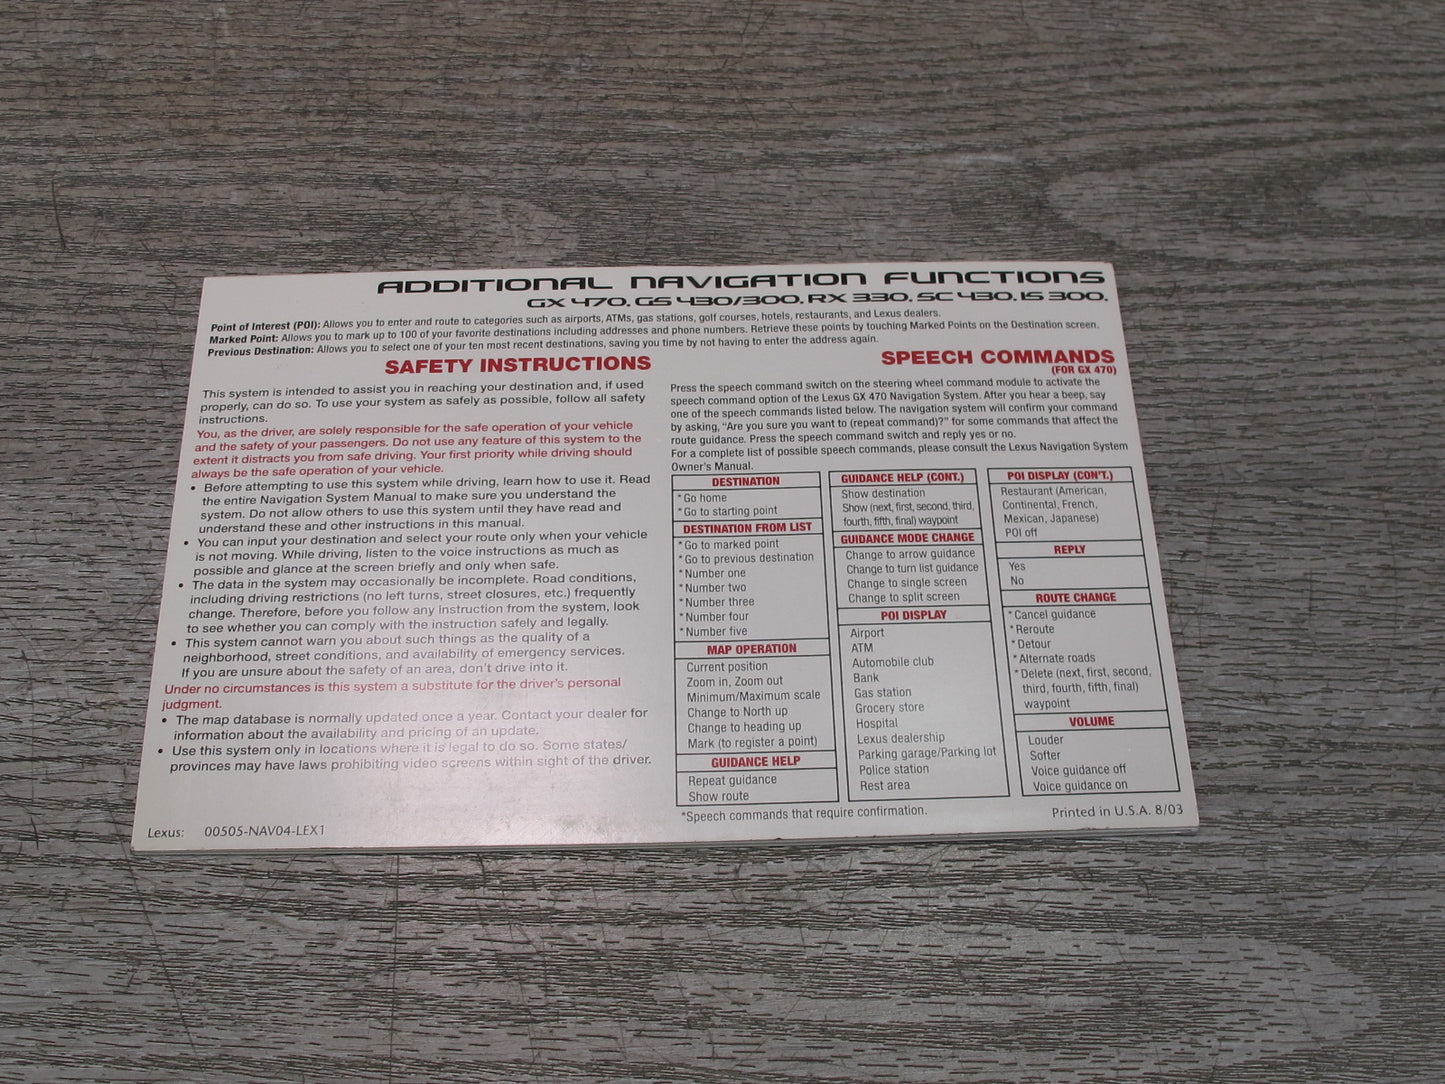 ADDITIONAL NAVIGATION FUNCTIONS
GX 470, GS 430/300, RX 330, SC 430, IS 300.
Point of Interest (POI): Allows you to enter and route to categories such as airports, ATMs, gas stations, golf courses, hotels, restaurants, and Lexus dealers.
Marked Point: Allows you to mark up to 100 of your favorite destinations including addresses and phone numbers. Retrieve these points by touching Marked Points on the Destination screen.
Previous Destination: Allows you to select one of your ten most recent destinations, saving you time by not having to enter the address again.
SAFETY INSTRUCTIONS
This system is intended to assist you in reaching your destination and, if used
properly, can do so. To use your system as safely as possible, follow all safety
instructions.
You, as the driver, are solely responsible for the safe operation of your vehicle
and the safety of your passengers. Do not use any feature of this system to the
extent it distracts you from safe driving. Your first priority while driving should
always be the safe operation of your vehicle.
• Before attempting to use this system while driving, learn how to use it. Read
the entire Navigation System Manual to make sure you understand the
system. Do not allow others to use this system until they have read and
understand these and other instructions in this manual.
• You can input your destination and select your route only when your vehicle
is not moving. While driving, listen to the voice instructions as much as
possible and glance at the screen briefly and only when safe.
• The data in the system may occasionally be incomplete. Road conditions,
including driving restrictions (no left turns, street closures, etc.) frequently
change. Therefore, before you follow any instruction from the system, look
to see whether you can comply with the instruction safely and legally.
• This system cannot warn you about such things as the quality of a
neighborhood, street conditions, and availability of emergency services.
If you are unsure about the safety of an area, don't drive into it.
Under no circumstances is this system a substitute for the driver's personal
judgment.
• The map database is normally updated once a year. Contact your dealer for
information about the availability and pricing of an update.
• Use this system only in locations where it is legal to do so. Some states/
provinces may have laws prohibiting video screens within sight of the driver.
Lexus: 00505-NAV04-LEX1
SPEECH COMMANDS
(FOR GX 470)
Press the speech command switch on the steering wheel command module to activate the
speech command option of the Lexus GX 470 Navigation System. After you hear a beep, say
one of the speech commands listed below. The navigation system will confirm your command
by asking, "Are you sure you want to (repeat command)?" for some commands that affect the
route guidance. Press the speech command switch and reply yes or no.
For a complete list of possible speech commands, please consult the Lexus Navigation System
Owner's Manual.
DESTINATION
*Go home
*Go to starting point
DESTINATION FROM LIST
*Go to marked point
*Go to previous destination
*Number one
*Number two
*Number three
*Number four
*Number five
MAP OPERATION
Current position
Zoom in, Zoom out
Minimum/Maximum scale
Change to North up
Change to heading up
Mark (to register a point)
GUIDANCE HELP
Repeat guidance
Show route
GUIDANCE HELP (CONT.)
Show destination
Show (next, first, second, third,
fourth, fifth, final) waypoint
GUIDANCE MODE CHANGE
Change to arrow guidance
Change to turn list guidance
Change to single screen
Change to split screen
POI DISPLAY
Airport
ATM
Automobile club
Bank
Gas station
Grocery store
Hospital
Lexus dealership
Parking garage/Parking lot
Police station
Rest area
POI DISPLAY (CON'T.)
Restaurant (American,
Continental, French,
Mexican, Japanese)
POI off
REPLY
Yes
No
ROUTE CHANGE
*Cancel guidance
*Reroute
*Detour
*Alternate roads
*Delete (next, first, second,
third, fourth, fifth, final)
waypoint
VOLUME
Louder
Softer
Voice guidance off
Voice guidance on
*Speech commands that require confirmation.
Printed in U.S.A. 8/03